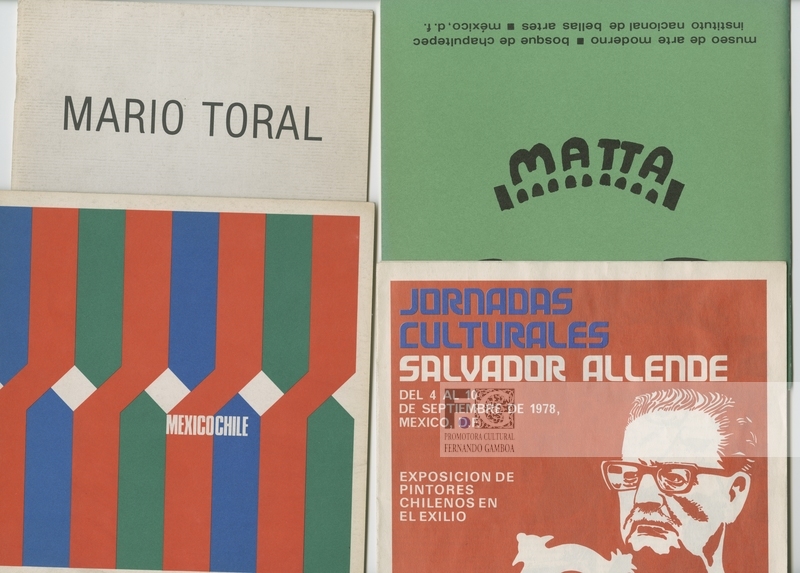 MARIO TORAL
museo de arte moderno ■ bosque de chapultepec
instituto nacional de bellas artes ■ méxico, d.f.
MATTA
MEXICOCHILE
JORNADAS
CULTURALES
SALVADOR ALLENDE
DEL 4 AL 10
DE SEPTIEMBRE DE 1978,
MEXICO, D.F.
EXPOSICION DE
PINTORES
CHILENOS EN
EL EXILIO
PROMOTORA CULTURAL
FERNANDO GAMBOA